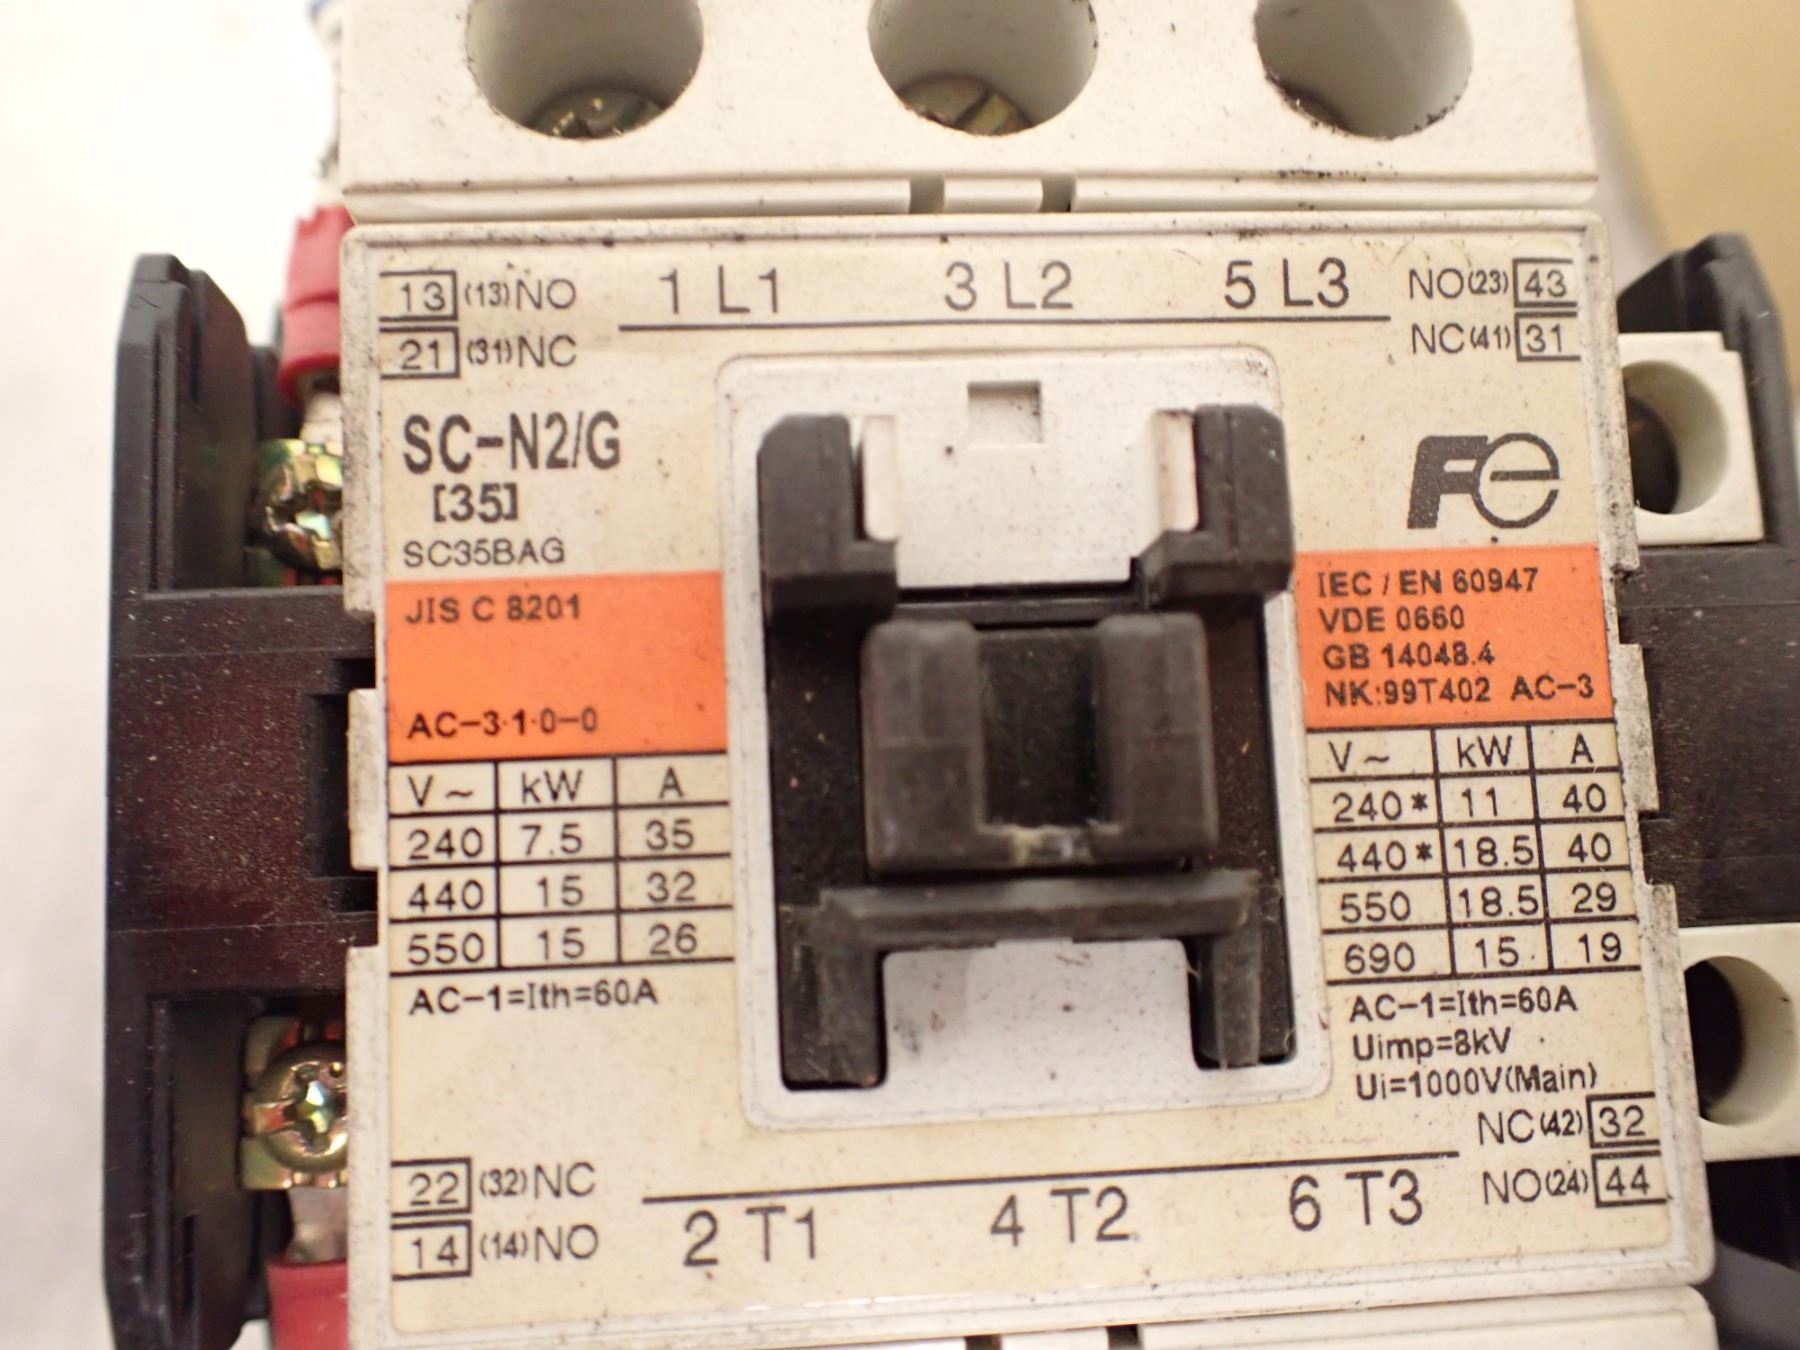 13 (13)NO 1 L1 3 L2 5 L3 NO(23) 43
21 (31)NC NC(41) 31
SC-N2/G
[35]
SC35BAG
Fe
JIS C 8201
AC-3·1·0-0
V~ kW A
240 7.5 35
440 15 32
550 15 26
AC-1=Ith=60A
IEC / EN 60947
VDE 0660
GB 14048.4
NK:99T402 AC-3
V~ kW A
240* 11 40
440* 18.5 40
550 18.5 29
690 15 19
AC-1=Ith=60A
Uimp=8kV
Ui=1000V(Main)
22 (32)NC NC(42) 32
14 (14)NO 2 T1 4 T2 6 T3 NO(24) 44